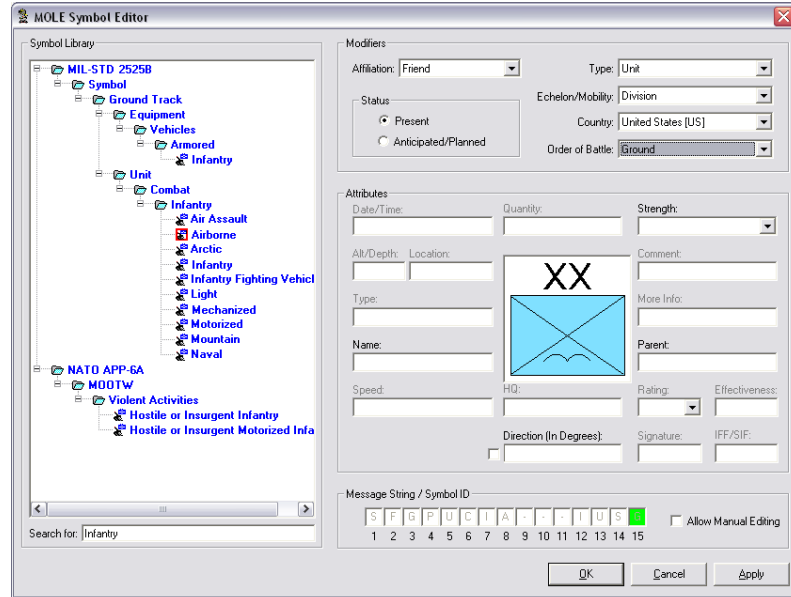 MOLE Symbol Editor
Symbol Library
MIL-STD 2525B
Symbol
Ground Track
Equipment
Vehicles
Armored
Infantry
Unit
Combat
Infantry
Air Assault
Airborne
Arctic
Infantry
Infantry Fighting Vehicl
Light
Mechanized
Motorized
Mountain
Naval
NATO APP-6A
MOOTW
Violent Activities
Hostile or Insurgent Infantry
Hostile or Insurgent Motorized Infa
Search for: Infantry
Modifiers
Affiliation: Friend
Type: Unit
Status
Present
Anticipated/Planned
Echelon/Mobility: Division
Country: United States [US]
Order of Battle: Ground
Attributes
Date/Time:
Quantity:
Strength:
Alt/Depth: Location:
Comment:
XX
Type:
More Info:
Name:
Parent:
Speed:
HQ:
Rating:
Effectiveness:
Direction (In Degrees):
Signature:
IFF/SIF:
Message String / Symbol ID
S F G P U C I A - - - I U S G
1 2 3 4 5 6 7 8 9 10 11 12 13 14 15
Allow Manual Editing
OK Cancel Apply